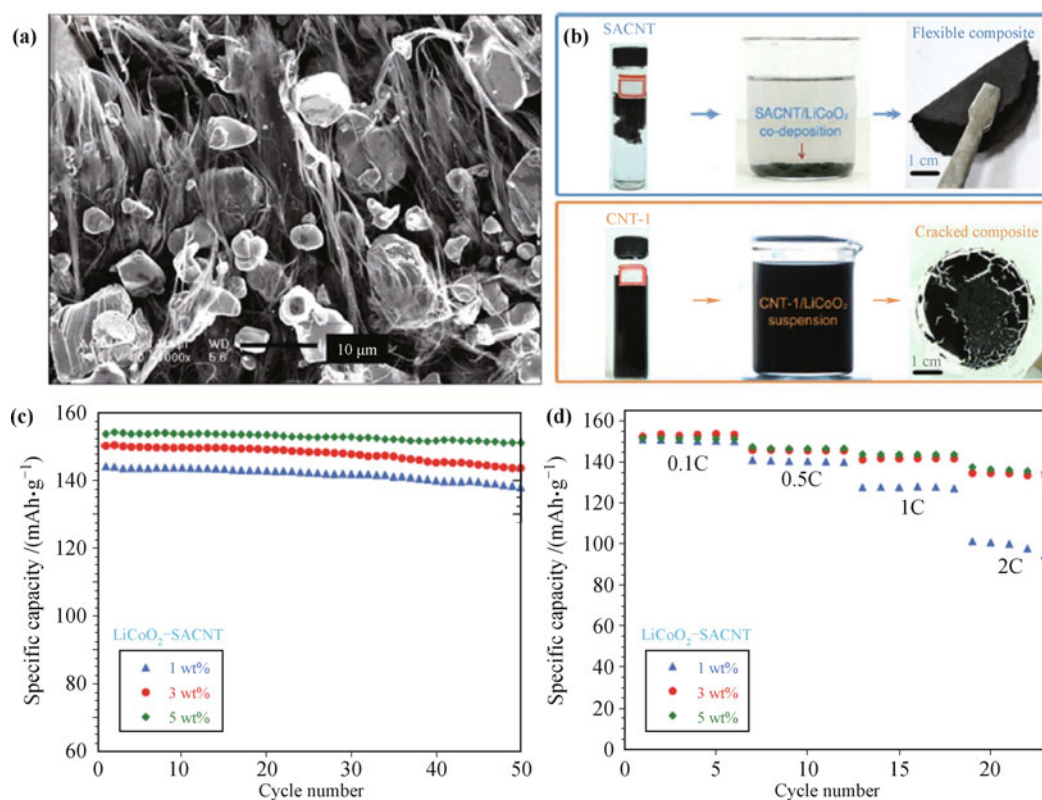 (a)
WD
5.6
10 μm
(b)
SACNT
SACNT/LiCoO₂
co-deposition
Flexible composite
1 cm
CNT-1
CNT-1/LiCoO₂
suspension
Cracked composite
1 cm
(c)
160
140
120
100
80
60
0
10
20
30
40
50
Specific capacity /(mAh·g⁻¹)
Cycle number
LiCoO₂−SACNT
1 wt%
3 wt%
5 wt%
(d)
160
140
120
100
80
60
40
20
0
0
5
10
15
20
0.1C
0.5C
1C
2C
Specific capacity /(mAh·g⁻¹)
Cycle number
LiCoO₂−SACNT
1 wt%
3 wt%
5 wt%